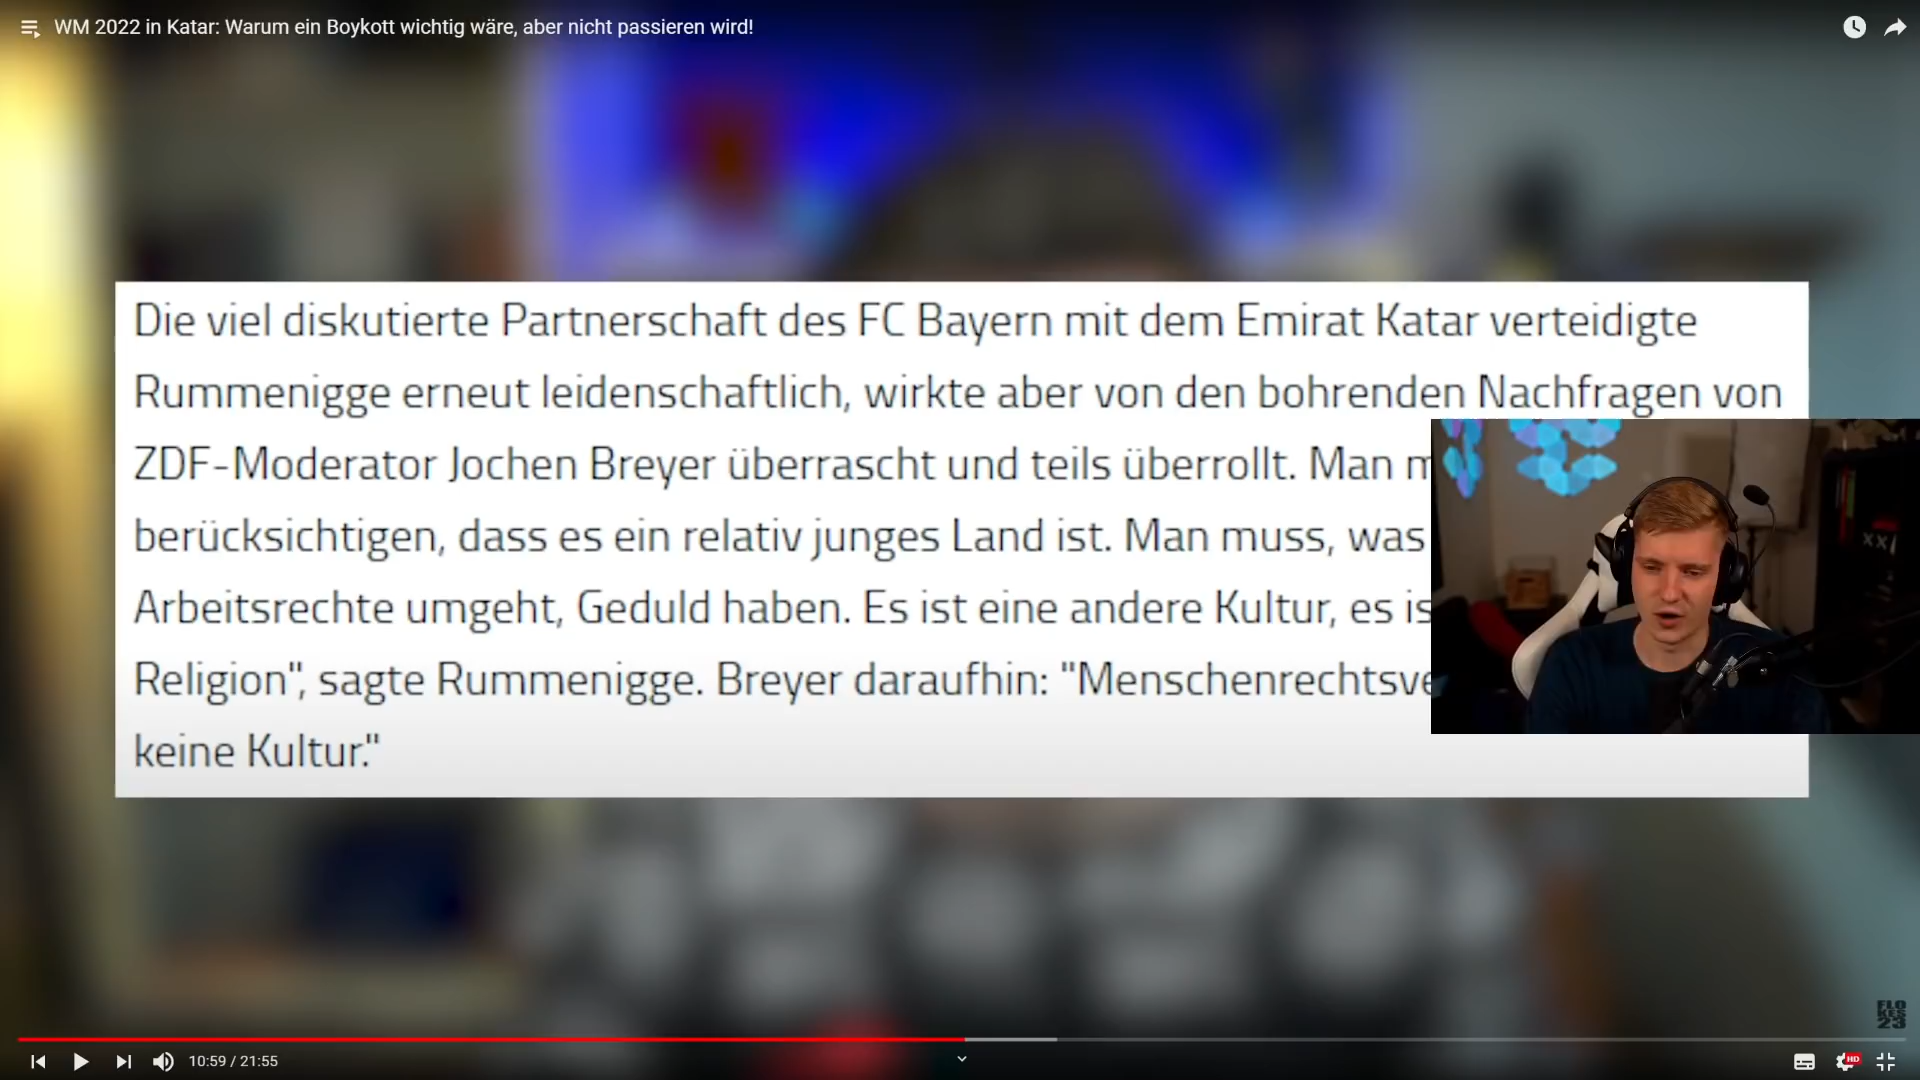 WM 2022 in Katar: Warum ein Boykott wichtig wäre, aber nicht passieren wird!
Die viel diskutierte Partnerschaft des FC Bayern mit dem Emirat Katar verteidigte
Rummenigge erneut leidenschaftlich, wirkte aber von den bohrenden Nachfragen von
ZDF-Moderator Jochen Breyer überrascht und teils überrollt. Man
berücksichtigen, dass es ein relativ junges Land ist. Man muss, was
Arbeitsrechte umgeht, Geduld haben. Es ist eine andere Kultur, es
Religion", sagte Rummenigge. Breyer daraufhin: "
keine Kultur."
FLO
KES
23
10:59 / 21:55
HD